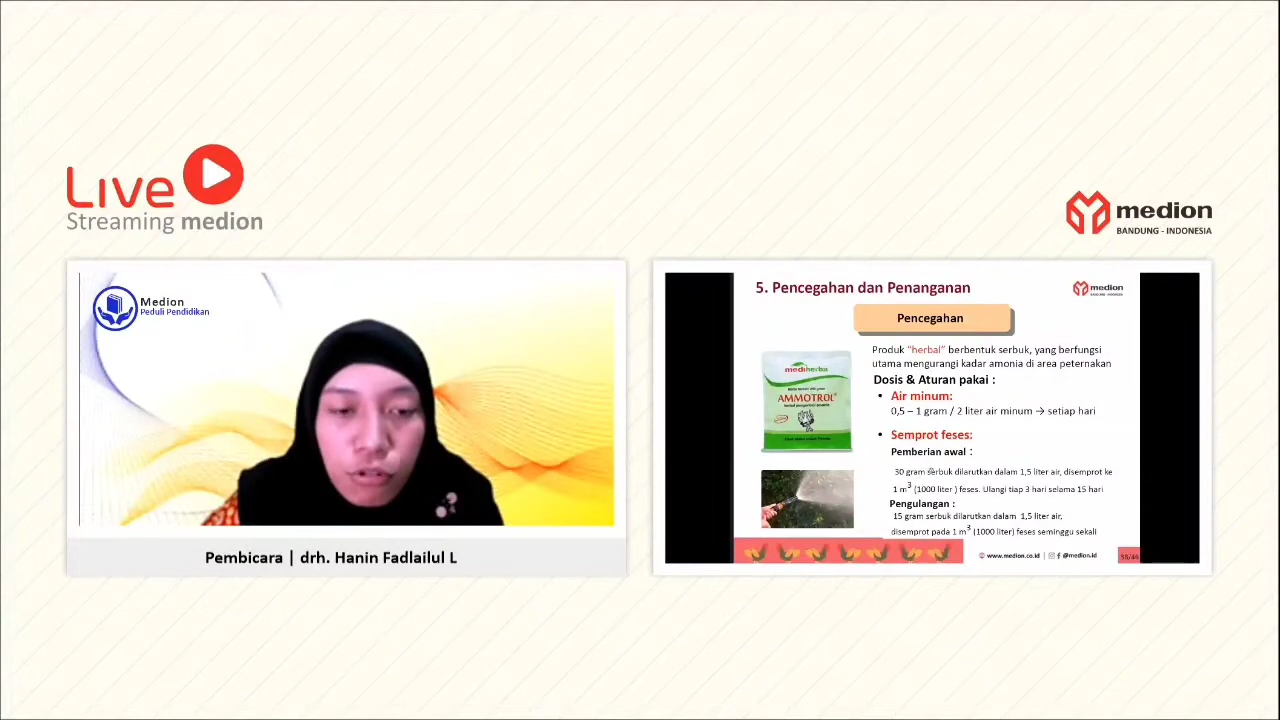 Live
Streaming medion
medion
BANDUNG - INDONESIA
Medion
Peduli Pendidikan
Pembicara | drh. Hanin Fadlailul L
5. Pencegahan dan Penanganan
medion
Pencegahan
Produk "herbal" berbentuk serbuk, yang berfungsi
utama mengurangi kadar amonia di area peternakan
Dosis & Aturan pakai :
• Air minum:
0,5 – 1 gram / 2 liter air minum → setiap hari
• Semprot feses:
Pemberian awal :
30 gram serbuk dilarutkan dalam 1,5 liter air, disemprot ke
1 m³ (1000 liter ) feses. Ulangi tiap 3 hari selama 15 hari
Pengulangan :
15 gram serbuk dilarutkan dalam 1,5 liter air,
disemprot pada 1 m³ (1000 liter) feses seminggu sekali
mediherba
AMMOTROL
www.medion.co.id | @medion.id